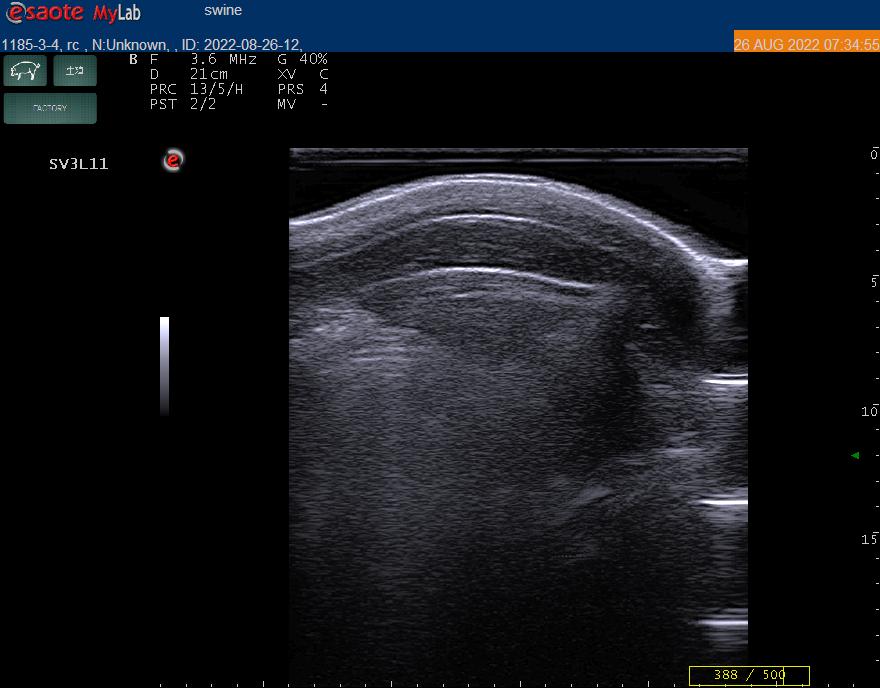 esaote MyLab
swine
1185-3-4, rc , N:Unknown, , ID: 2022-08-26-12,
26 AUG 2022 07:34:55
B F 3.6 MHz G 40%
D 21cm XV C
PRC 13/5/H PRS 4
PST 2/2 MV -
FACTORY
SV3L11
e
0
5
10
15
388 / 500